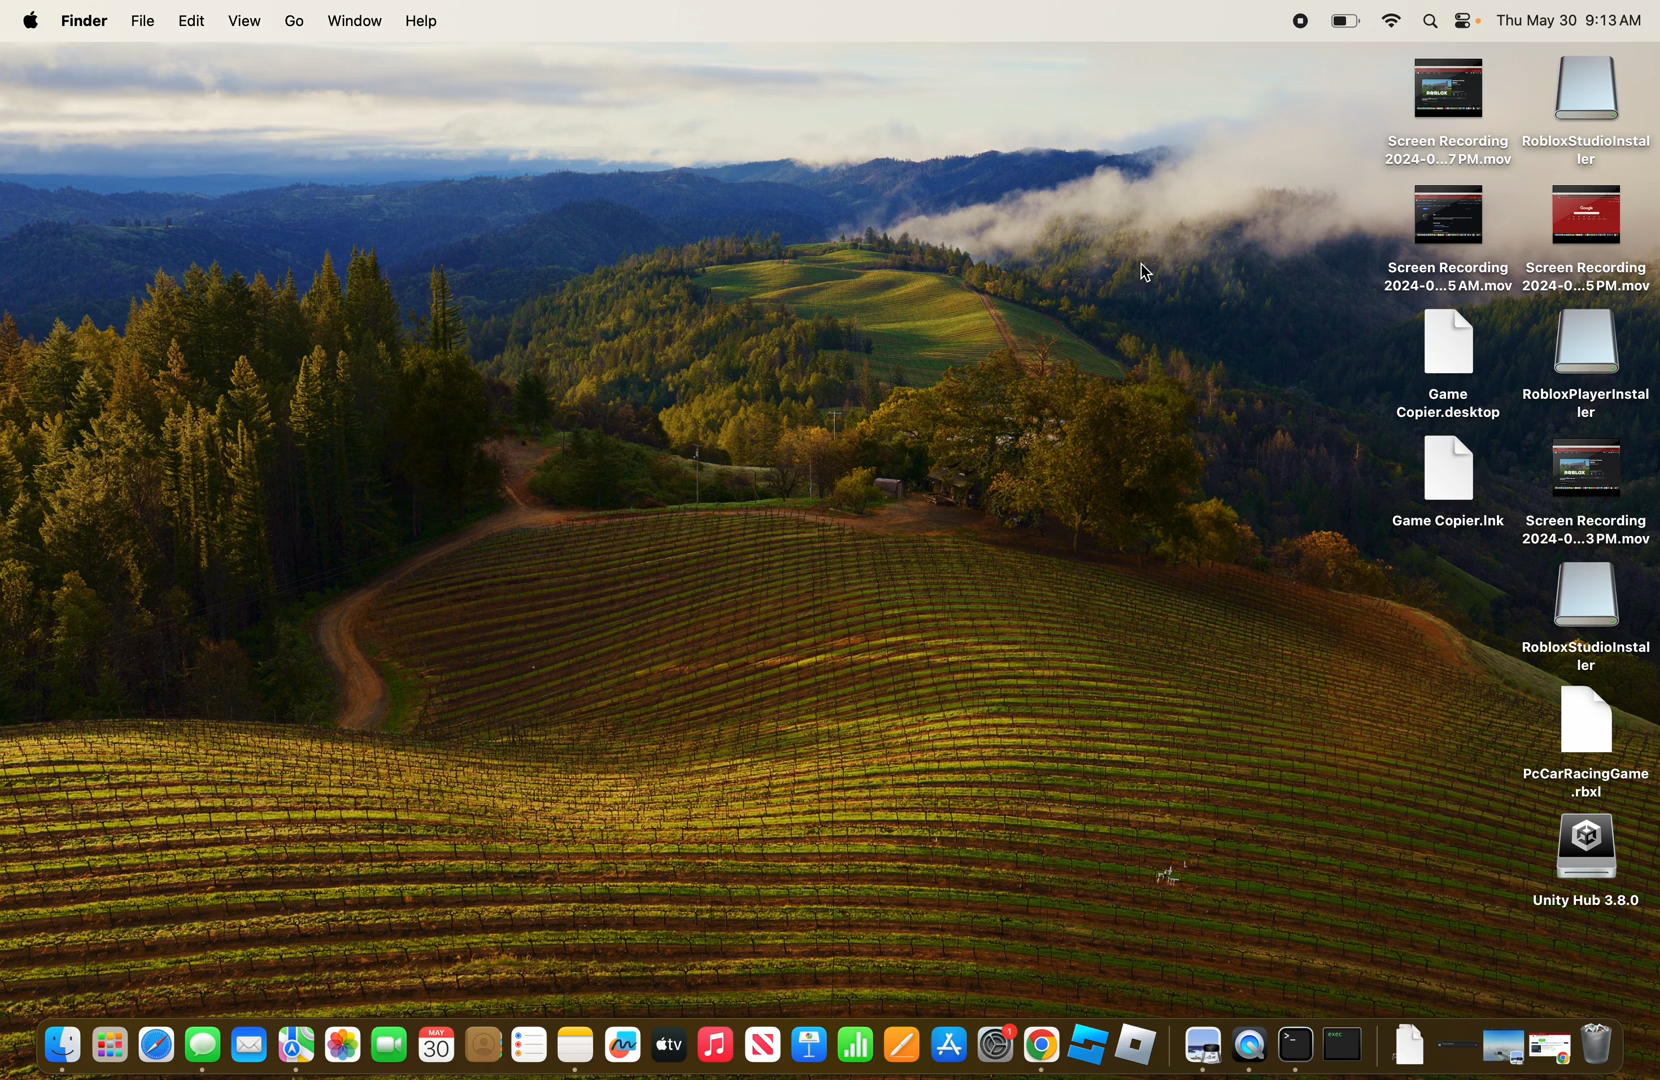 Finder File Edit View Go Window Help Thu May 30 9:13 AM
Screen Recording
2024-0...7 PM.mov
RobloxStudioInstal
ler
Screen Recording
2024-0...5 AM.mov
Screen Recording
2024-0...5 PM.mov
Game
Copier.desktop
RobloxPlayerInstal
ler
Game Copier.lnk
Screen Recording
2024-0...3 PM.mov
RobloxStudioInstal
ler
PcCarRacingGame
.rbxl
Unity Hub 3.8.0
MAY
30
tv
1
>_
exec